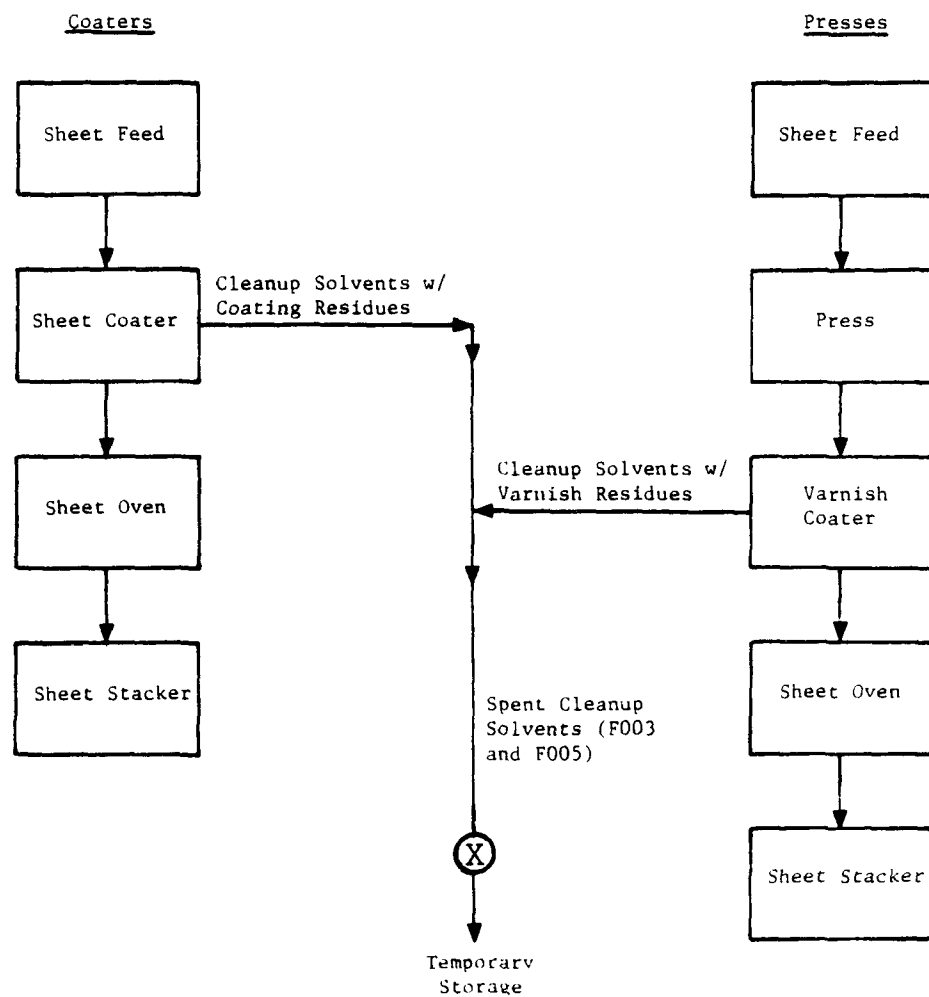 Coaters
Presses
Sheet Feed
Sheet Feed
Cleanup Solvents w/
Coating Residues
Sheet Coater
Press
Cleanup Solvents w/
Varnish Residues
Sheet Oven
Varnish
Coater
Sheet Stacker
Spent Cleanup
Solvents (F003
and F005)
Sheet Oven
X
Sheet Stacker
Temporary
Storage